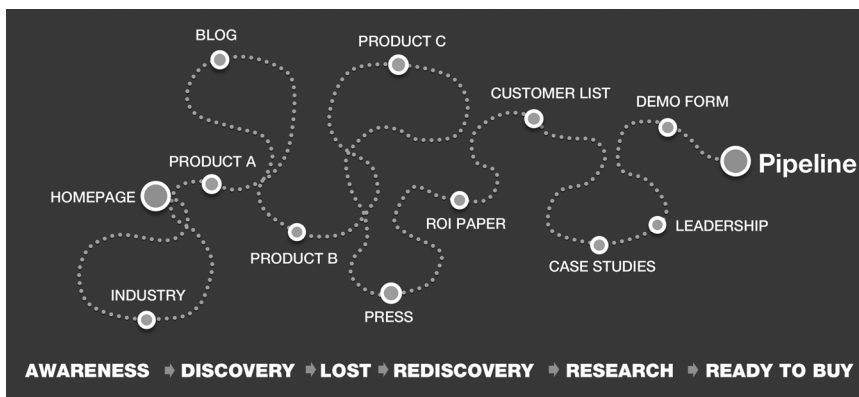 BLOG
PRODUCT C
CUSTOMER LIST
DEMO FORM
PRODUCT A
Pipeline
HOMEPAGE
ROI PAPER
LEADERSHIP
PRODUCT B
CASE STUDIES
INDUSTRY
PRESS
AWARENESS DISCOVERY LOST REDISCOVERY RESEARCH READY TO BUY